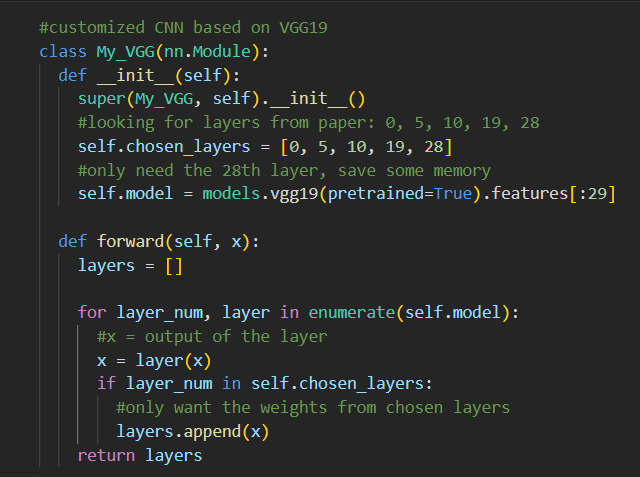 #customized CNN based on VGG19
class My_VGG(nn.Module):
  def __init__(self):
    super(My_VGG, self).__init__()
    #looking for layers from paper: 0, 5, 10, 19, 28
    self.chosen_layers = [0, 5, 10, 19, 28]
    #only need the 28th layer, save some memory
    self.model = models.vgg19(pretrained=True).features[:29]

  def forward(self, x):
    layers = []

    for layer_num, layer in enumerate(self.model):
      #x = output of the layer
      x = layer(x)
      if layer_num in self.chosen_layers:
        #only want the weights from chosen layers
        layers.append(x)
    return layers